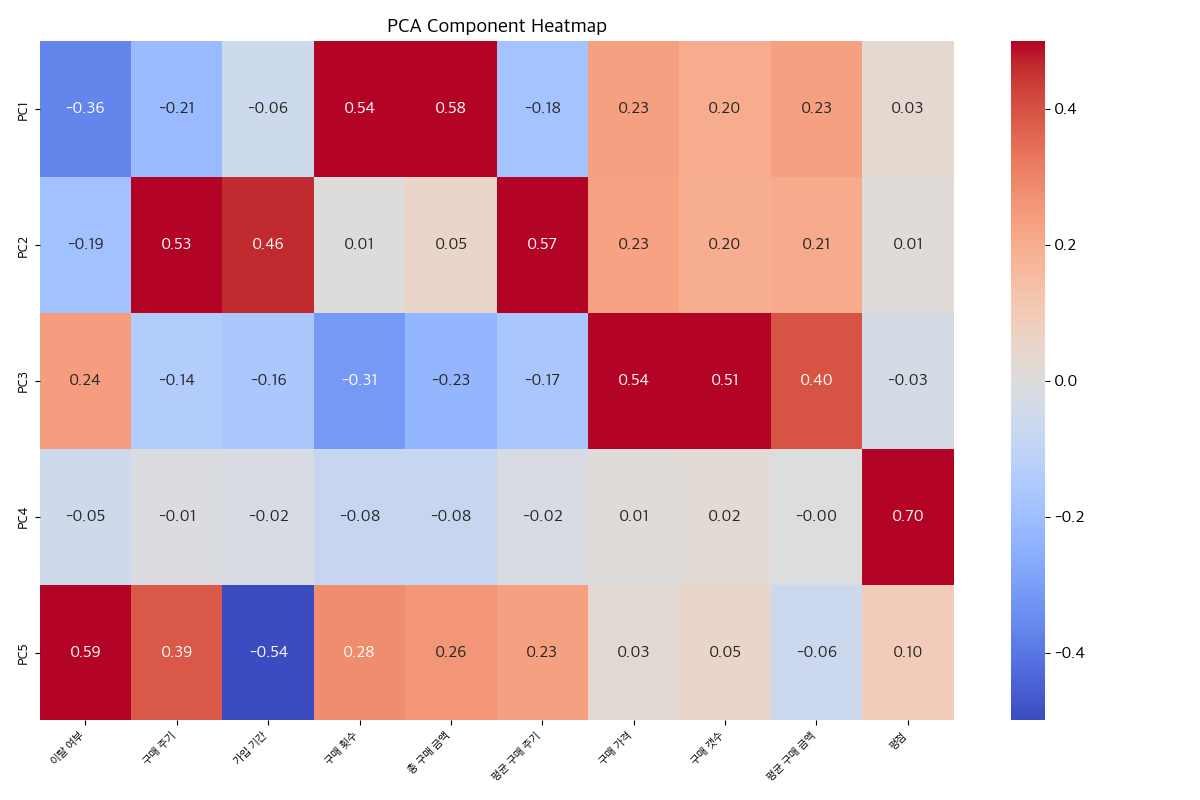 PCA Component Heatmap
PC1 -0.36 -0.21 -0.06 0.54 0.58 -0.18 0.23 0.20 0.23 0.03
PC2 -0.19 0.53 0.46 0.01 0.05 0.57 0.23 0.20 0.21 0.01
PC3 0.24 -0.14 -0.16 -0.31 -0.23 -0.17 0.54 0.51 0.40 -0.03
PC4 -0.05 -0.01 -0.02 -0.08 -0.08 -0.02 0.01 0.02 -0.00 0.70
PC5 0.59 0.39 -0.54 0.28 0.26 0.23 0.03 0.05 -0.06 0.10
이탈 여부
구매 주기
가입 기간
구매 횟수
총 구매 금액
평균 구매 주기
구매 가격
구매 갯수
평균 구매 금액
평점
0.4
0.2
0.0
-0.2
-0.4